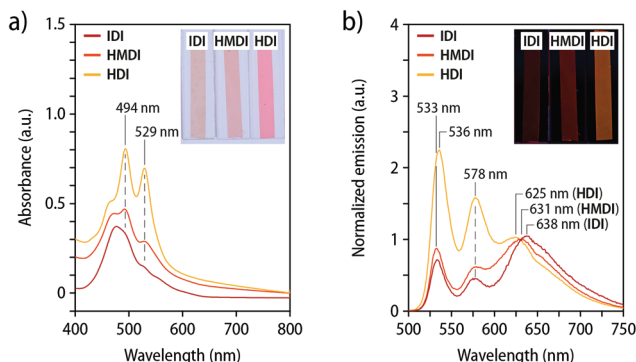 a)
IDI
HMDI
HDI
IDI HMDI HDI
494 nm
529 nm
Absorbance (a.u.)
1.5
1.0
0.5
0
400 500 600 700 800
Wavelength (nm)
b)
IDI
HMDI
HDI
IDI HMDI HDI
533 nm
536 nm
578 nm
625 nm (HDI)
631 nm (HMDI)
638 nm (IDI)
Normalized emission (a.u.)
4
3
2
1
0
500 550 600 650 700 750
Wavelength (nm)